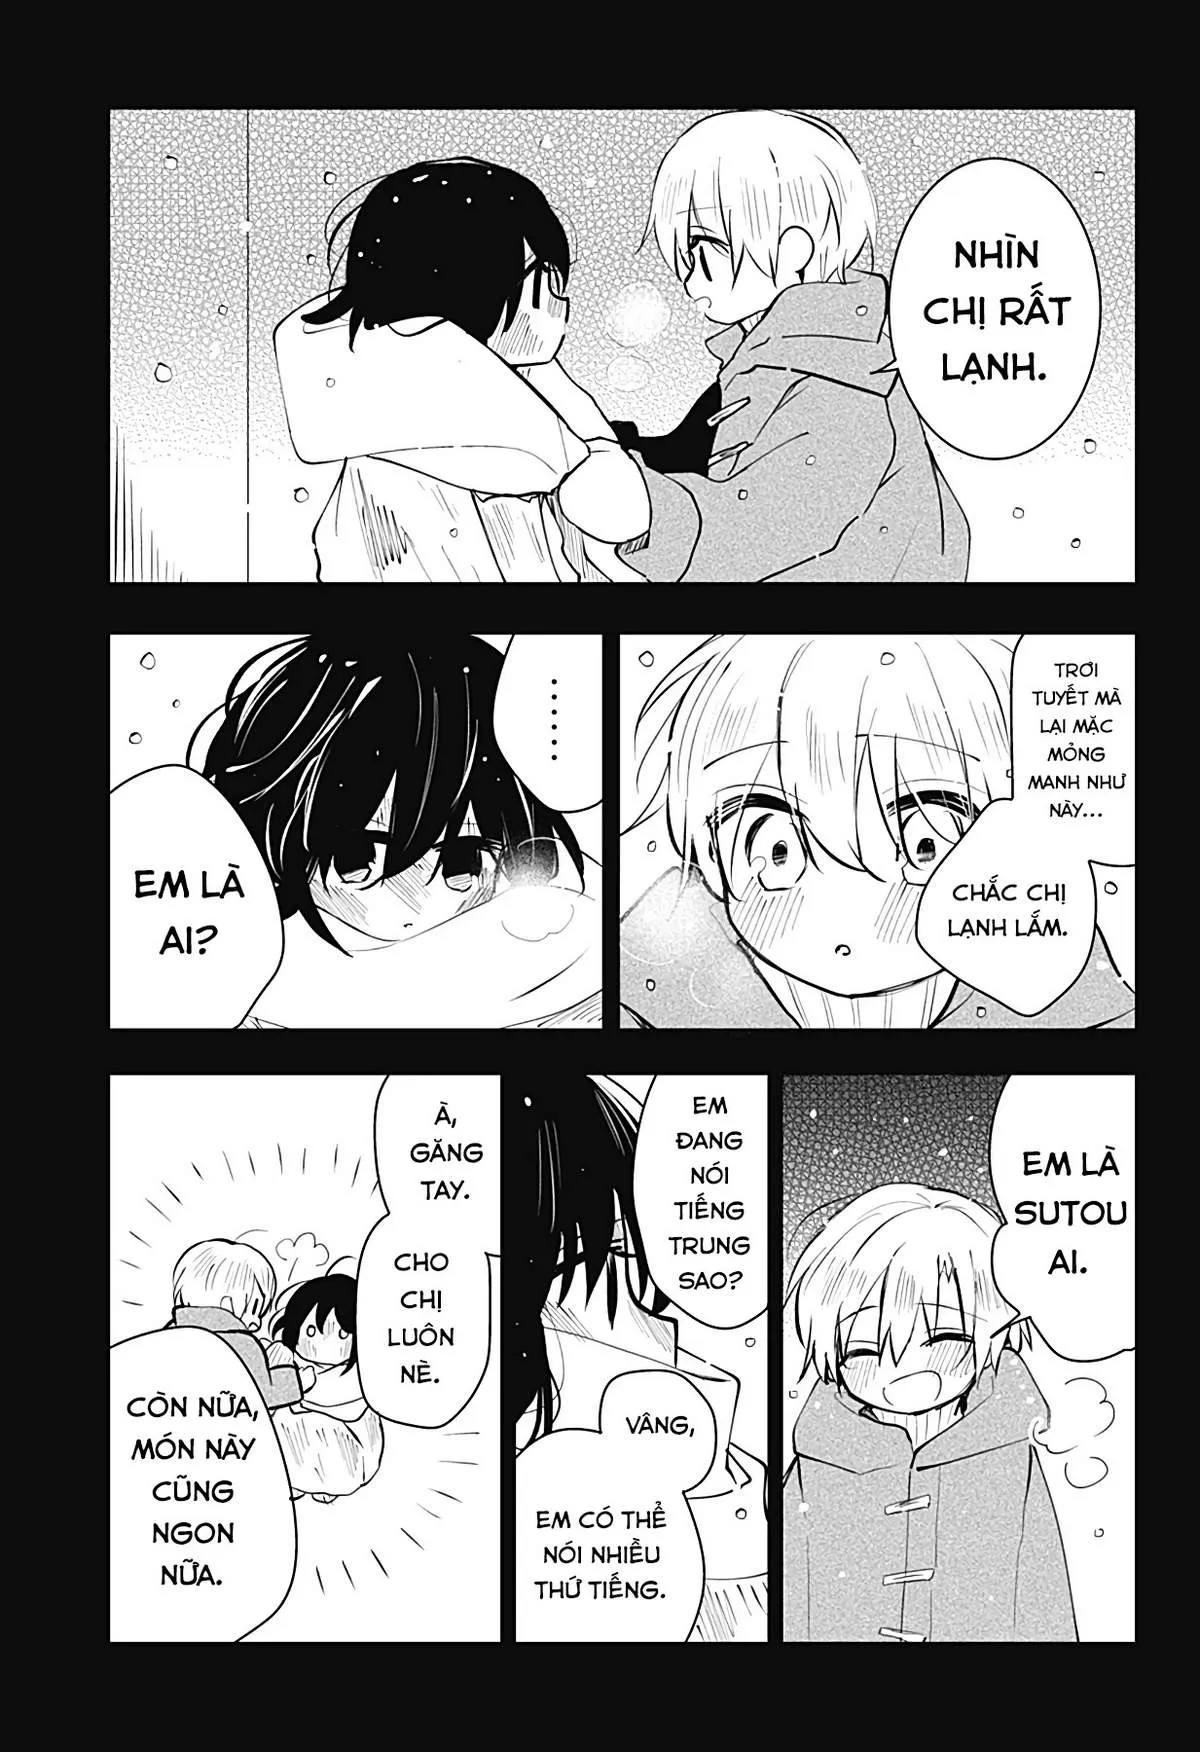 NHÌN
CHỊ RẤT
LẠNH.
TRƠI
TUYẾT MÀ
LẠI MẶC
MỎNG
MANH NHƯ
NÀY...
CHẮC CHỊ
LẠNH LẮM.
......
EM LÀ
AI?
EM LÀ
SUTOU
AI.
EM
ĐANG
NÓI
TIẾNG
TRUNG
SAO?
VÂNG,
EM CÓ THỂ
NÓI NHIỀU
THỨ TIẾNG.
À,
GĂNG
TAY.
CHO
CHỊ
LUÔN
NÈ.
CÒN NỮA,
MÓN NÀY
CŨNG
NGON
NỮA.